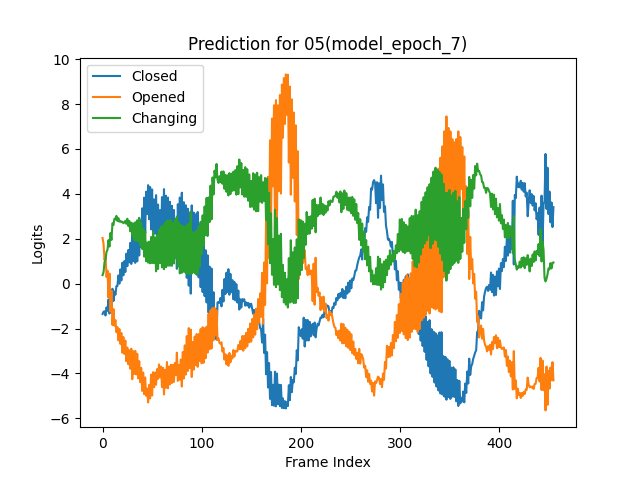 Prediction for 05(model_epoch_7)
Closed
Opened
Changing
10
8
6
4
2
0
−2
−4
−6
Logits
0 100 200 300 400
Frame Index